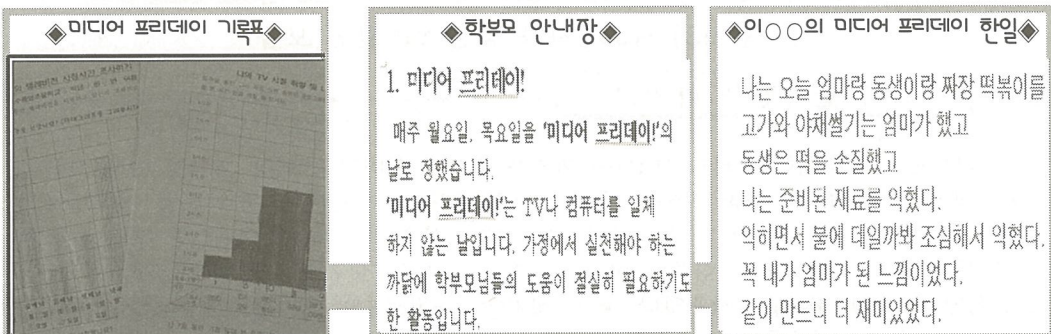 ◈미디어 프리데이 기록표◈
나의 TV 시청
◈학부모 안내장◈
1. 미디어 프리데이!
매주 월요일, 목요일을 '미디어 프리데이!'의
날로 정했습니다.
'미디어 프리데이!'는 TV나 컴퓨터를 일체
하지 않는 날입니다. 가정에서 실천해야 하는
까닭에 학부모님들의 도움이 절실히 필요하기도
한 활동입니다.
◈이○○의 미디어 프리데이 한일◈
나는 오늘 엄마랑 동생이랑 짜장 떡볶이를
고가와 야채썰기는 엄마가 했고
동생은 떡을 손질했고
나는 준비된 재료를 익혔다.
익히면서 불에 데일까봐 조심해서 익혔다.
꼭 내가 엄마가 된 느낌이었다.
같이 만드니 더 재미있었다.